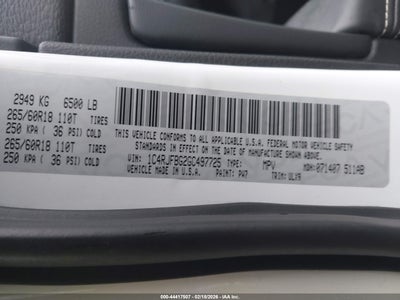 2949 KG 6500 LB
265/60R18 110T TIRES
250 KPA ( 36 PSI) COLD
265/60R18 110T TIRES
250 KPA ( 36 PSI) COLD
THIS VEHICLE CONFORMS TO ALL APPLICABLE U.S.A. FEDERAL MOTOR VEHICLE SAFETY
STANDARDS IN EFFECT ON THE DATE OF MANUFACTURE SHOWN ABOVE.
VIN: 1C4RJFBG2GC497725 TYPE: MPV
MADE IN U.S.A. PAINT: PW7 MDH: 071407 511AB
TRIM: ULX9
000-44417507 - 02/18/2026 - IAA Inc.